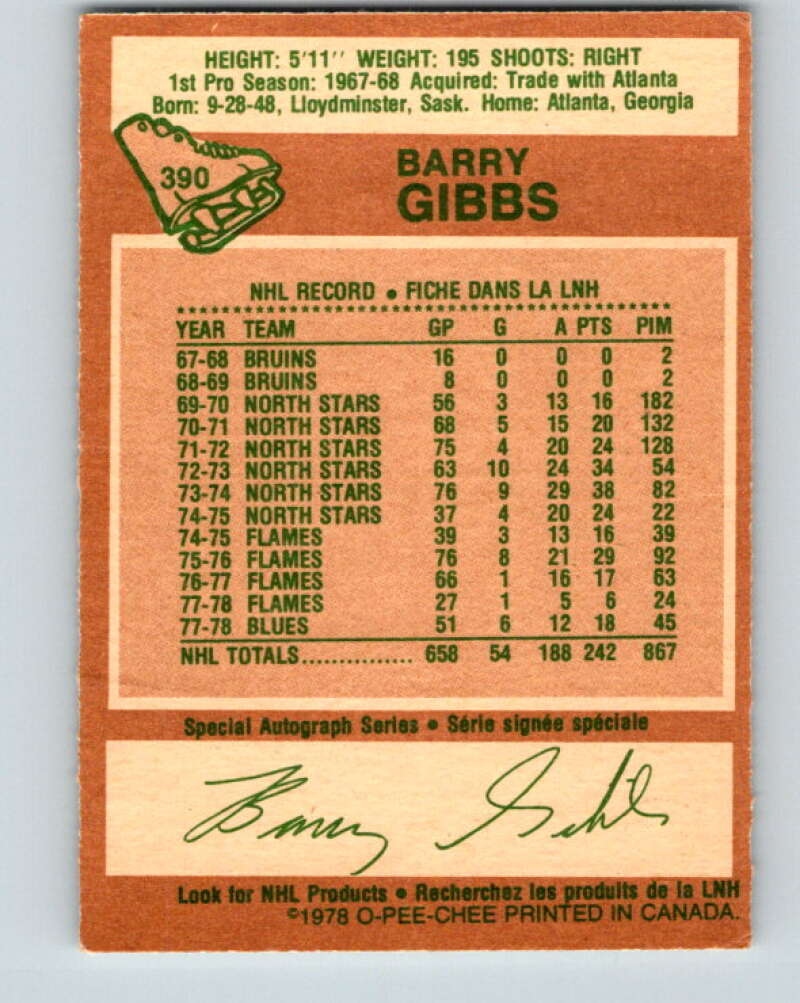 HEIGHT: 5'11'' WEIGHT: 195 SHOOTS: RIGHT
1st Pro Season: 1967-68 Acquired: Trade with Atlanta
Born: 9-28-48, Lloydminster, Sask. Home: Atlanta, Georgia
390
BARRY
GIBBS
NHL RECORD • FICHE DANS LA LNH
YEAR TEAM GP G A PTS PIM
67-68 BRUINS 16 0 0 0 2
68-69 BRUINS 8 0 0 0 2
69-70 NORTH STARS 56 3 13 16 182
70-71 NORTH STARS 68 5 15 20 132
71-72 NORTH STARS 75 4 20 24 128
72-73 NORTH STARS 63 10 24 34 54
73-74 NORTH STARS 76 9 29 38 82
74-75 NORTH STARS 37 4 20 24 22
74-75 FLAMES 39 3 13 16 39
75-76 FLAMES 76 8 21 29 92
76-77 FLAMES 66 1 16 17 63
77-78 FLAMES 27 1 5 6 24
77-78 BLUES 51 6 12 18 45
NHL TOTALS............... 658 54 188 242 867
Special Autograph Series • Série signée spéciale
Barry Gibbs
Look for NHL Products • Recherchez les produits de la LNH
©1978 O-PEE-CHEE PRINTED IN CANADA.